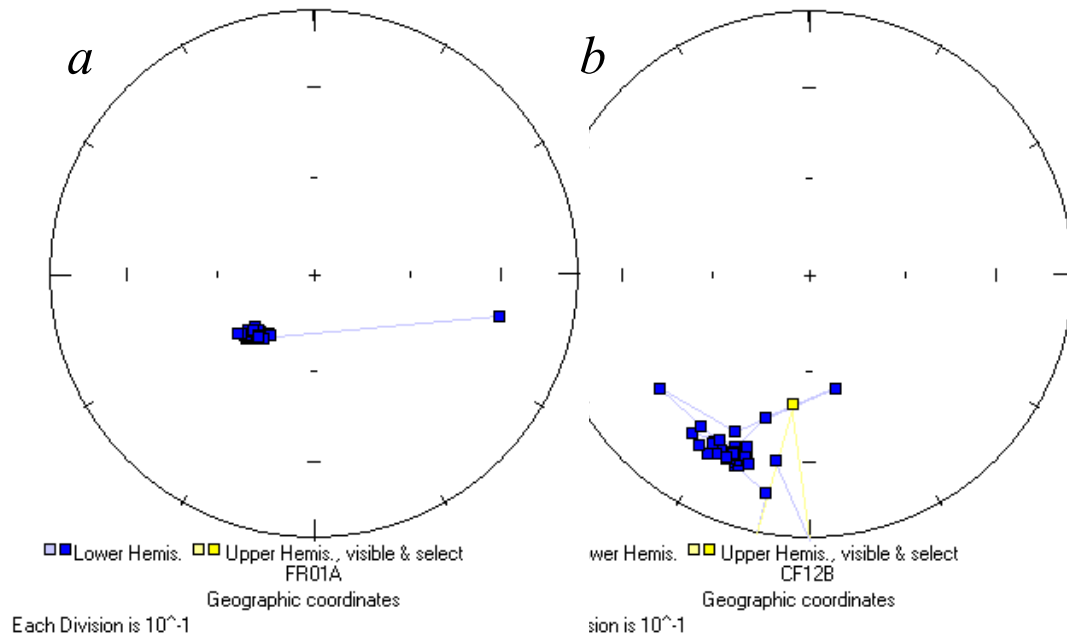 a
Lower Hemis. Upper Hemis., visible & select
FR01A
Geographic coordinates
Each Division is 10^-1
b
wer Hemis. Upper Hemis., visible & select
CF12B
Geographic coordinates
sion is 10^-1